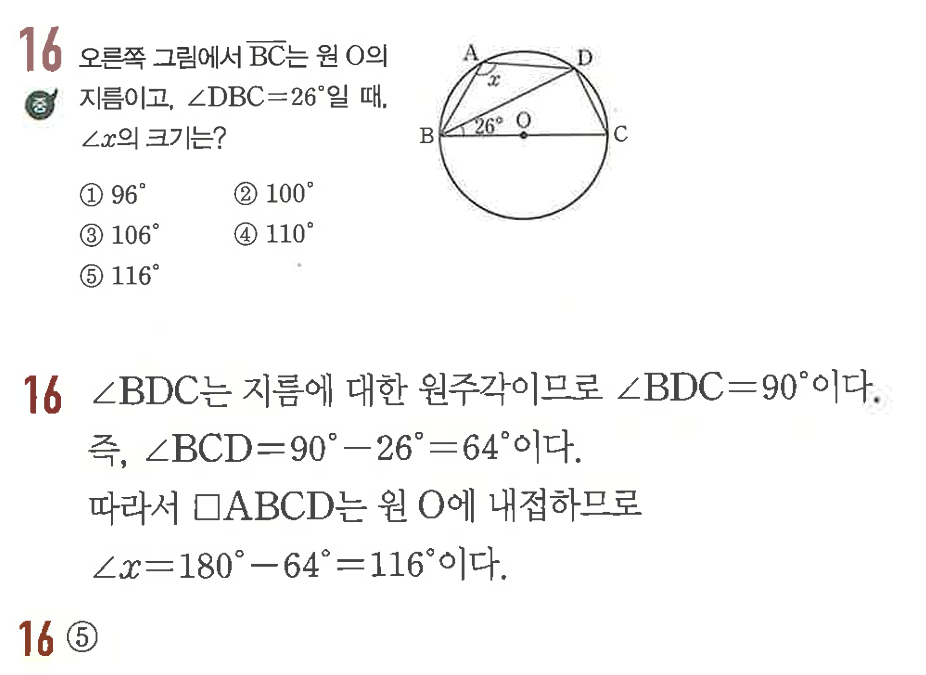 16 오른쪽 그림에서 BC는 원 O의
중 지름이고, ∠DBC=26°일 때,
∠x의 크기는?
① 96° ② 100°
③ 106° ④ 110°
⑤ 116°
A
D
x
26°
O
B
C
16 ∠BDC는 지름에 대한 원주각이므로 ∠BDC=90°이다.
즉, ∠BCD=90°-26°=64°이다.
따라서 □ABCD는 원 O에 내접하므로
∠x=180°-64°=116°이다.
16 ⑤